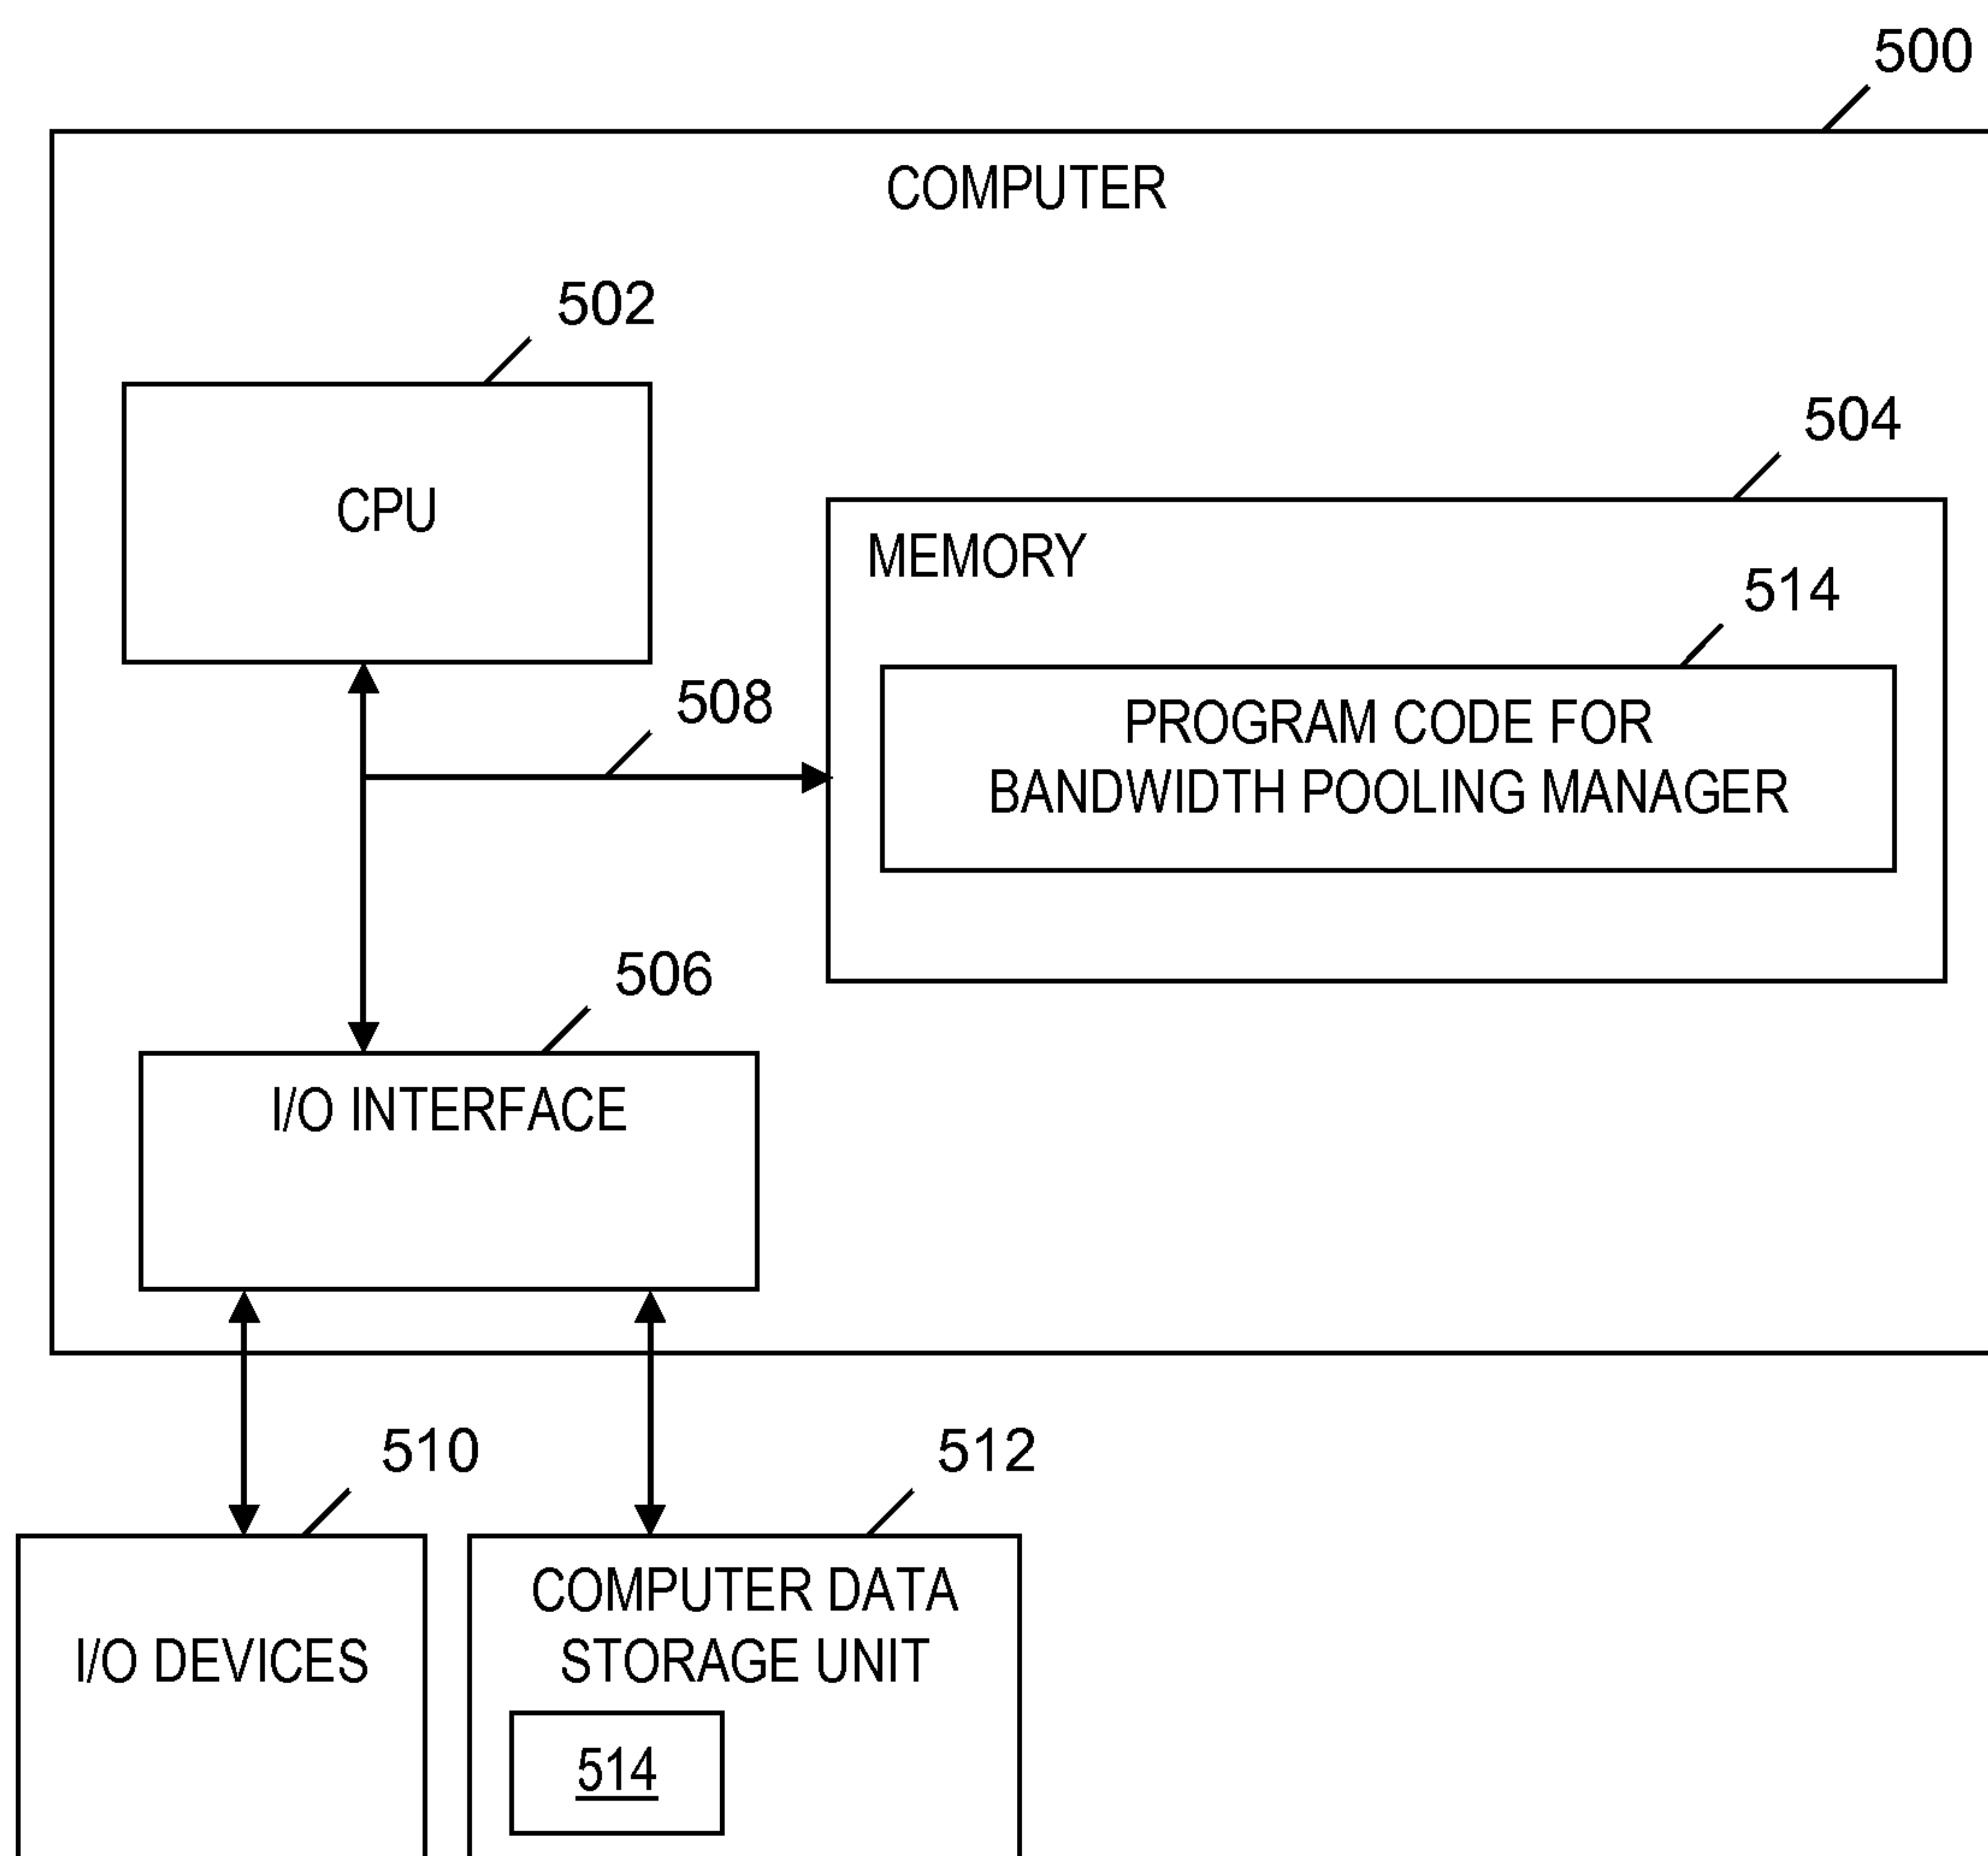 500
COMPUTER
502
CPU
504
MEMORY
514
PROGRAM CODE FOR
BANDWIDTH POOLING MANAGER
508
506
I/O INTERFACE
510
512
I/O DEVICES
COMPUTER DATA
STORAGE UNIT
514